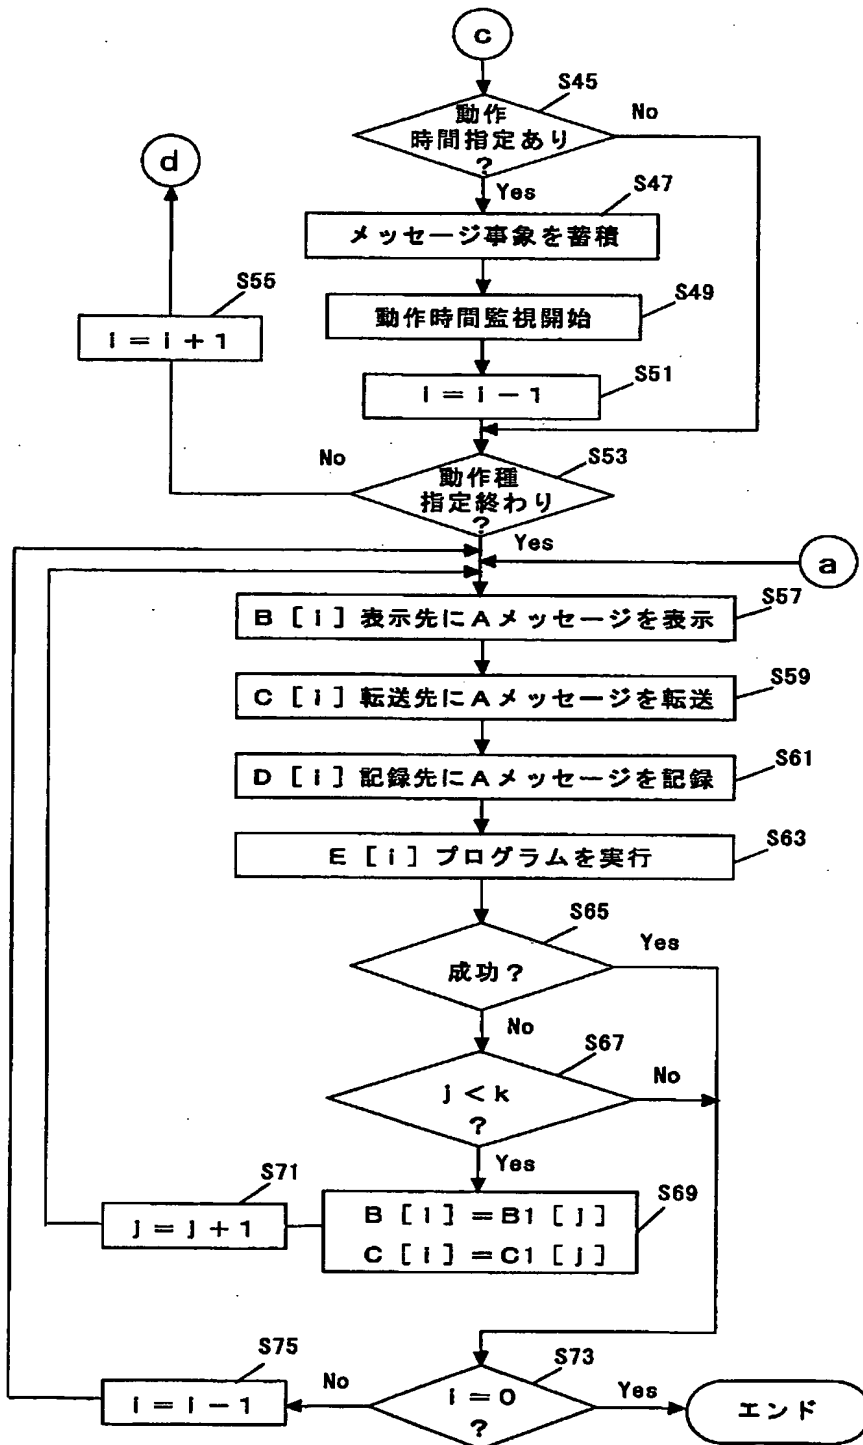 c
S45
動作
時間指定あり
?
No
Yes
d
S47
メッセージ事象を蓄積
S55
i=i+1
S49
動作時間監視開始
S51
i=i-1
No
S53
動作種
指定終わり
?
Yes
a
S57
B[i]表示先にAメッセージを表示
S59
C[i]転送先にAメッセージを転送
S61
D[i]記録先にAメッセージを記録
S63
E[i]プログラムを実行
S65
成功?
Yes
No
S67
j<k
?
No
Yes
S71
j=j+1
S69
B[i]=B1[j]
C[i]=C1[j]
S75
i=i-1
No
S73
i=0
?
Yes
エンド